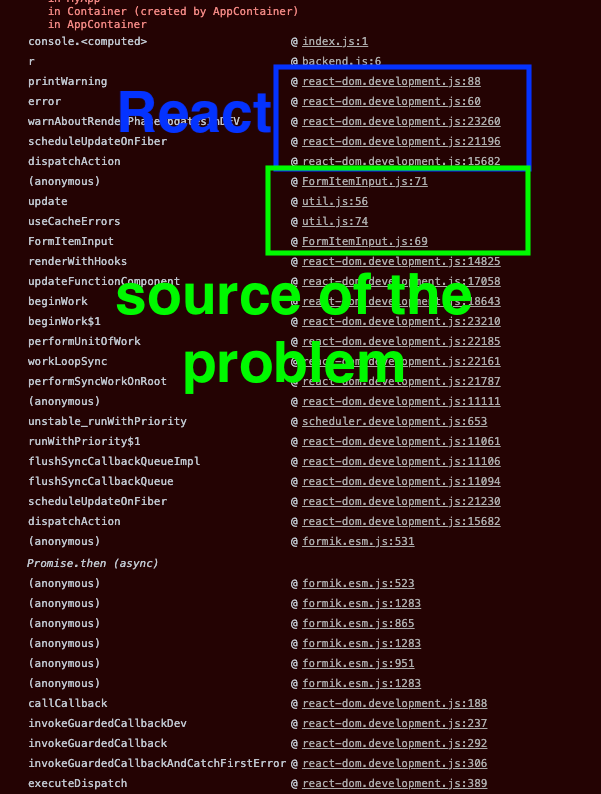 in MyApp
in Container (created by AppContainer)
in AppContainer
console.<computed> @ index.js:1
r @ backend.js:6
printWarning @ react-dom.development.js:88
error @ react-dom.development.js:60
React
warnAboutRenderPhaseUpdatesInDEV @ react-dom.development.js:23260
scheduleUpdateOnFiber @ react-dom.development.js:21196
dispatchAction @ react-dom.development.js:15682
(anonymous) @ FormItemInput.js:71
update @ util.js:56
useCacheErrors @ util.js:74
FormItemInput @ FormItemInput.js:69
renderWithHooks @ react-dom.development.js:14825
updateFunctionComponent @ react-dom.development.js:17058
source of the
beginWork @ react-dom.development.js:18643
beginWork$1 @ react-dom.development.js:23210
performUnitOfWork @ react-dom.development.js:22185
problem
workLoopSync @ react-dom.development.js:22161
performSyncWorkOnRoot @ react-dom.development.js:21787
(anonymous) @ react-dom.development.js:11111
unstable_runWithPriority @ scheduler.development.js:653
runWithPriority$1 @ react-dom.development.js:11061
flushSyncCallbackQueueImpl @ react-dom.development.js:11106
flushSyncCallbackQueue @ react-dom.development.js:11094
scheduleUpdateOnFiber @ react-dom.development.js:21230
dispatchAction @ react-dom.development.js:15682
(anonymous) @ formik.esm.js:531
Promise.then (async)
(anonymous) @ formik.esm.js:523
(anonymous) @ formik.esm.js:1283
(anonymous) @ formik.esm.js:865
(anonymous) @ formik.esm.js:1283
(anonymous) @ formik.esm.js:951
(anonymous) @ formik.esm.js:1283
callCallback @ react-dom.development.js:188
invokeGuardedCallbackDev @ react-dom.development.js:237
invokeGuardedCallback @ react-dom.development.js:292
invokeGuardedCallbackAndCatchFirstError @ react-dom.development.js:306
executeDispatch @ react-dom.development.js:389